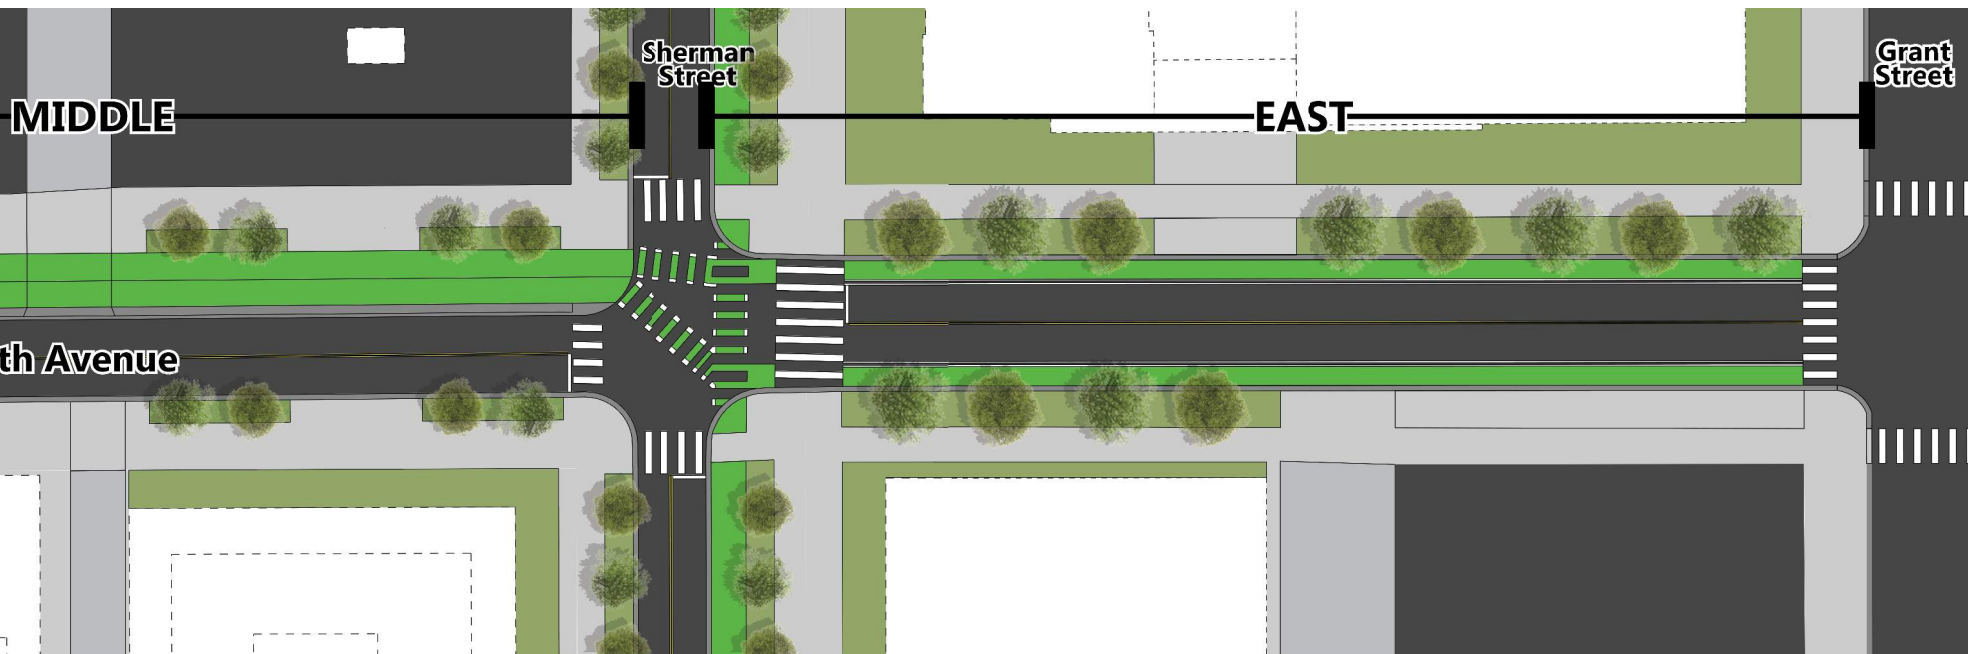 Sherman
Street
Grant
Street
MIDDLE
EAST
th Avenue